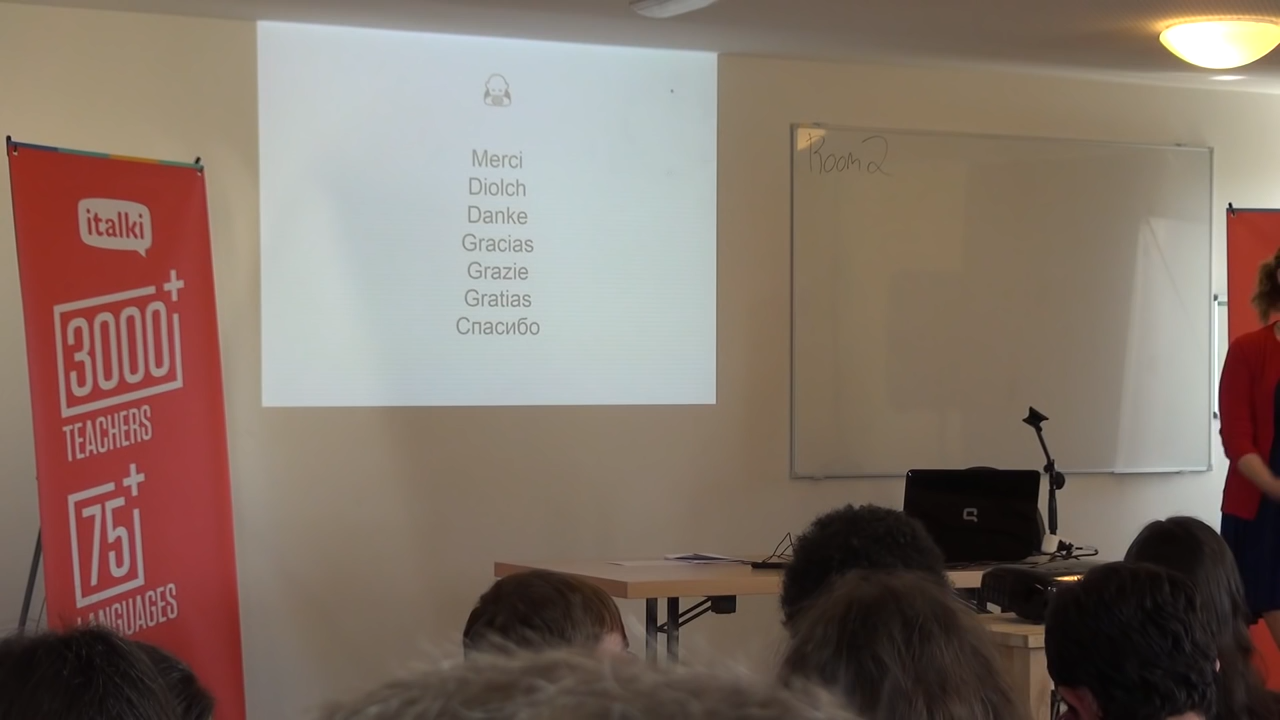 italki
3000+
TEACHERS
75+
LANGUAGES
Merci
Diolch
Danke
Gracias
Grazie
Gratias
Спасибо
Room 2